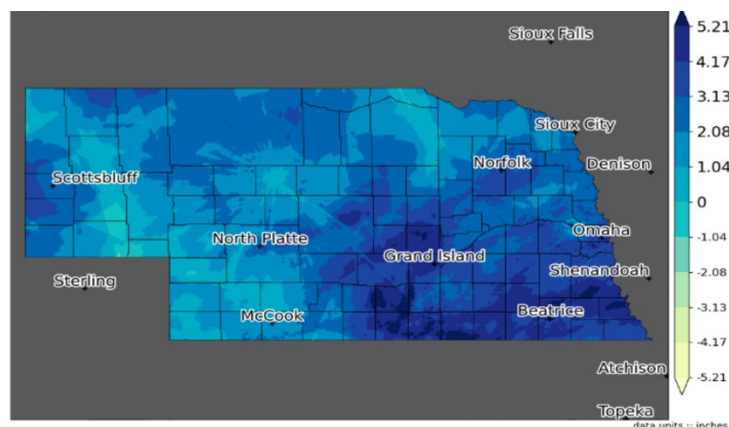 Sioux Falls
5.21
4.17
3.13
2.08
1.04
0
-1.04
-2.08
-3.13
-4.17
-5.21
Sioux City
Norfolk
Denison
Scottsbluff
Omaha
North Platte
Grand Island
Shenandoah
Sterling
McCook
Beatrice
Atchison
Topeka
data units :: inches